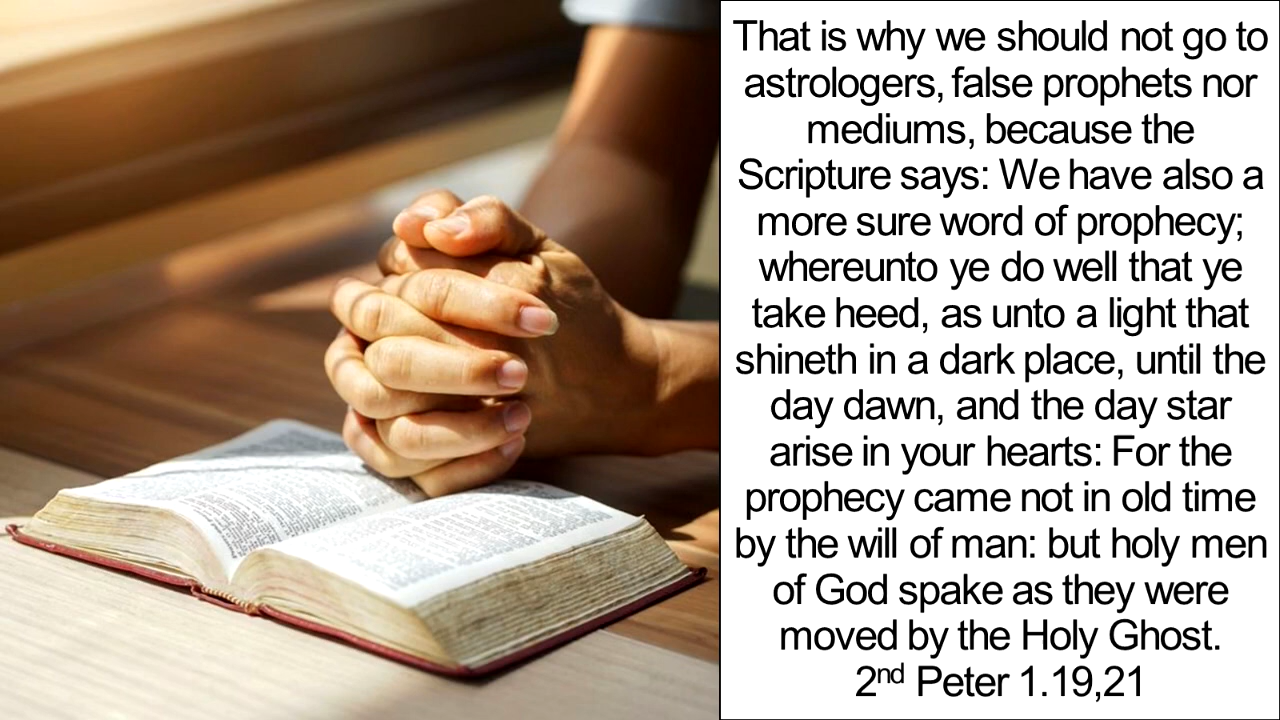 That is why we should not go to
astrologers, false prophets nor
mediums, because the
Scripture says: We have also a
more sure word of prophecy;
whereunto ye do well that ye
take heed, as unto a light that
shineth in a dark place, until the
day dawn, and the day star
arise in your hearts: For the
prophecy came not in old time
by the will of man: but holy men
of God spake as they were
moved by the Holy Ghost.
2nd Peter 1.19,21